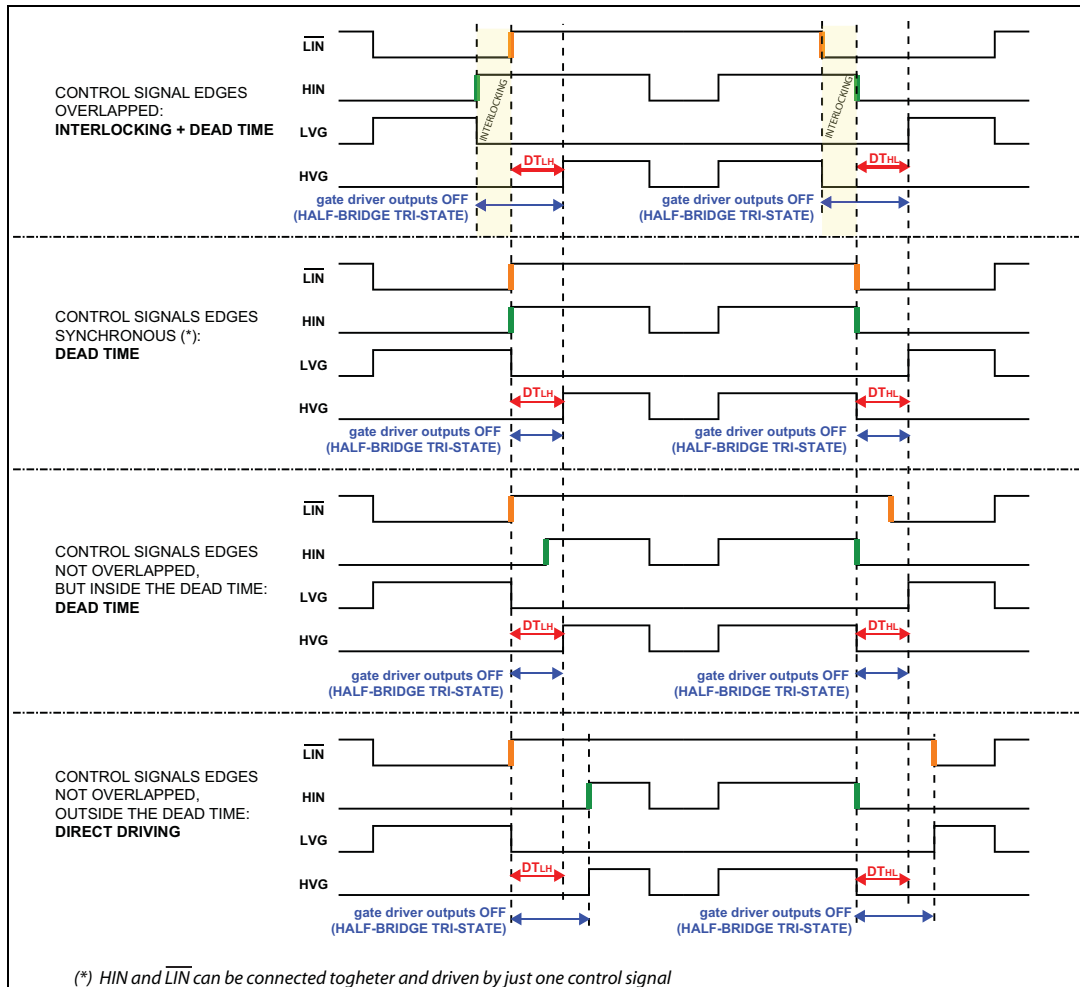 CONTROL SIGNAL EDGES
OVERLAPPED:
INTERLOCKING + DEAD TIME
LIN
HIN
LVG
HVG
INTERLOCKING
INTERLOCKING
DTLH
DTHL
gate driver outputs OFF
(HALF-BRIDGE TRI-STATE)
gate driver outputs OFF
(HALF-BRIDGE TRI-STATE)
CONTROL SIGNALS EDGES
SYNCHRONOUS (*):
DEAD TIME
LIN
HIN
LVG
HVG
DTLH
DTHL
gate driver outputs OFF
(HALF-BRIDGE TRI-STATE)
gate driver outputs OFF
(HALF-BRIDGE TRI-STATE)
CONTROL SIGNALS EDGES
NOT OVERLAPPED,
BUT INSIDE THE DEAD TIME:
DEAD TIME
LIN
HIN
LVG
HVG
DTLH
DTHL
gate driver outputs OFF
(HALF-BRIDGE TRI-STATE)
gate driver outputs OFF
(HALF-BRIDGE TRI-STATE)
CONTROL SIGNALS EDGES
NOT OVERLAPPED,
OUTSIDE THE DEAD TIME:
DIRECT DRIVING
LIN
HIN
LVG
HVG
DTLH
DTHL
gate driver outputs OFF
(HALF-BRIDGE TRI-STATE)
gate driver outputs OFF
(HALF-BRIDGE TRI-STATE)
(*) HIN and LIN can be connected togheter and driven by just one control signal